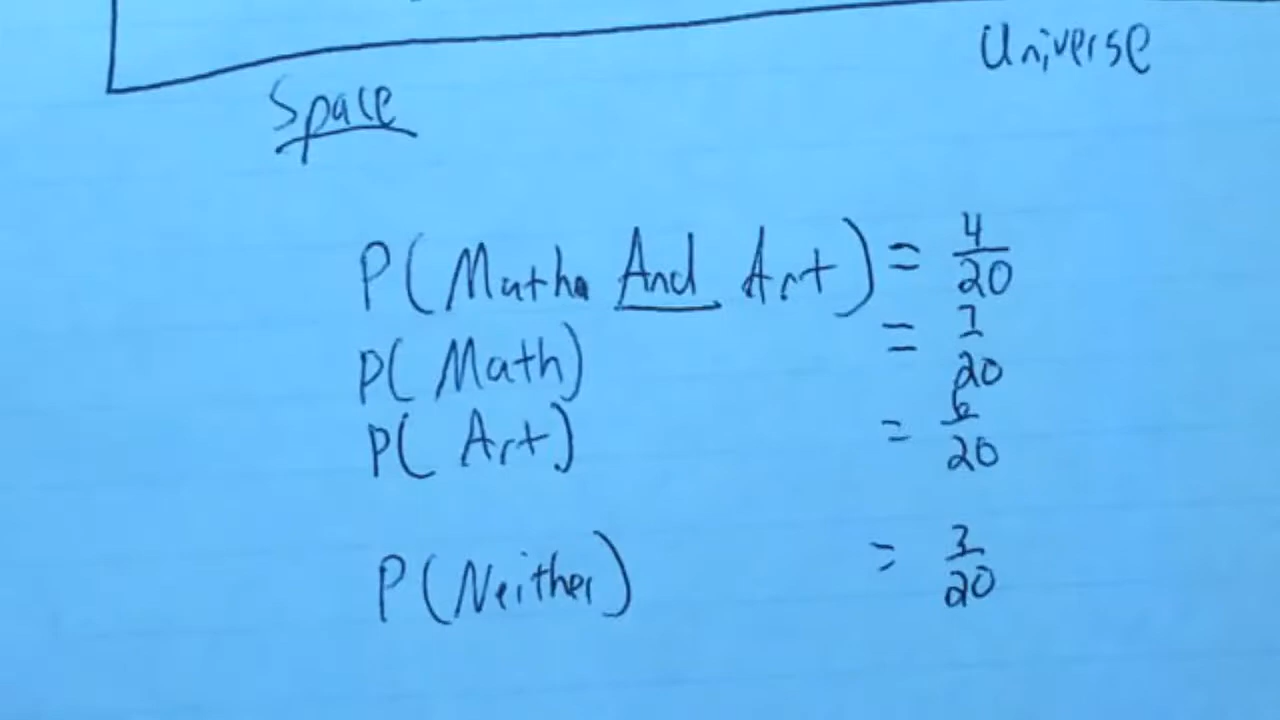 Universe
Space
P(Math And Art) = 4/20
P(Math) = 7/20
P(Art) = 6/20
P(Neither) = 3/20